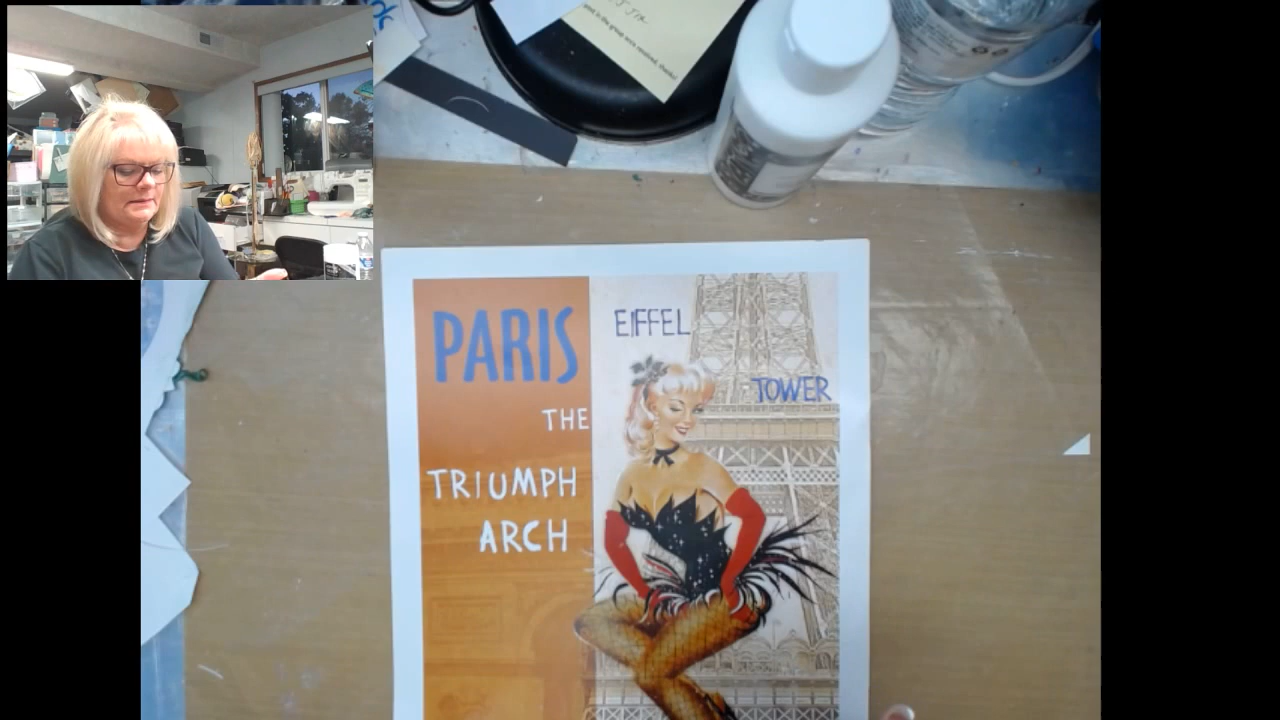 PARIS
THE
TRIUMPH
ARCH
EIFFEL
TOWER